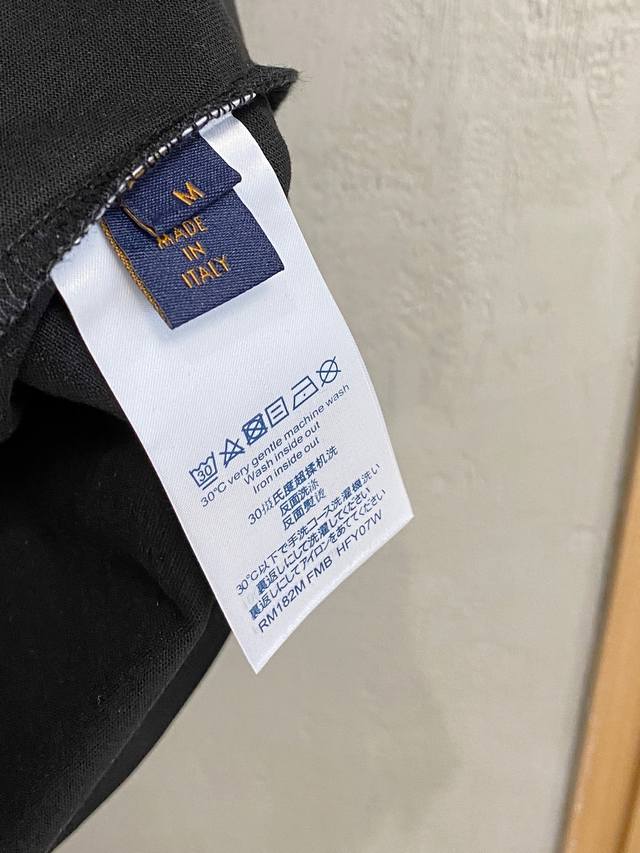 M
MADE
IN
ITALY
30
30°C very gentle machine wash
Wash inside out
Iron inside out
30摄氏度超揉机洗
反面洗涤
反面熨烫
30°C以下で手洗コース洗濯機洗い
裏返しにして洗濯してください
裏返しにしてアイロンをあててください
RM182M FMB HFY07W